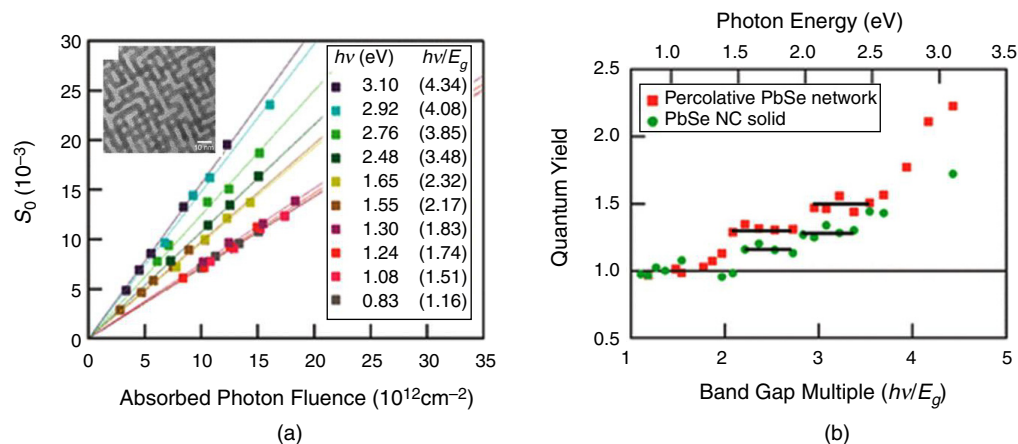 30
25
20
15
10
5
0
S0 (10−3)
10 nm
hν (eV) hν/Eg
3.10 (4.34)
2.92 (4.08)
2.76 (3.85)
2.48 (3.48)
1.65 (2.32)
1.55 (2.17)
1.30 (1.83)
1.24 (1.74)
1.08 (1.51)
0.83 (1.16)
0 5 10 15 20 25 30 35
Absorbed Photon Fluence (10¹²cm−2)
(a)
Photon Energy (eV)
1.0 1.5 2.0 2.5 3.0 3.5
2.5
2.0
1.5
1.0
0.5
Quantum Yield
Percolative PbSe network
PbSe NC solid
1 2 3 4 5
Band Gap Multiple (hν/Eg)
(b)